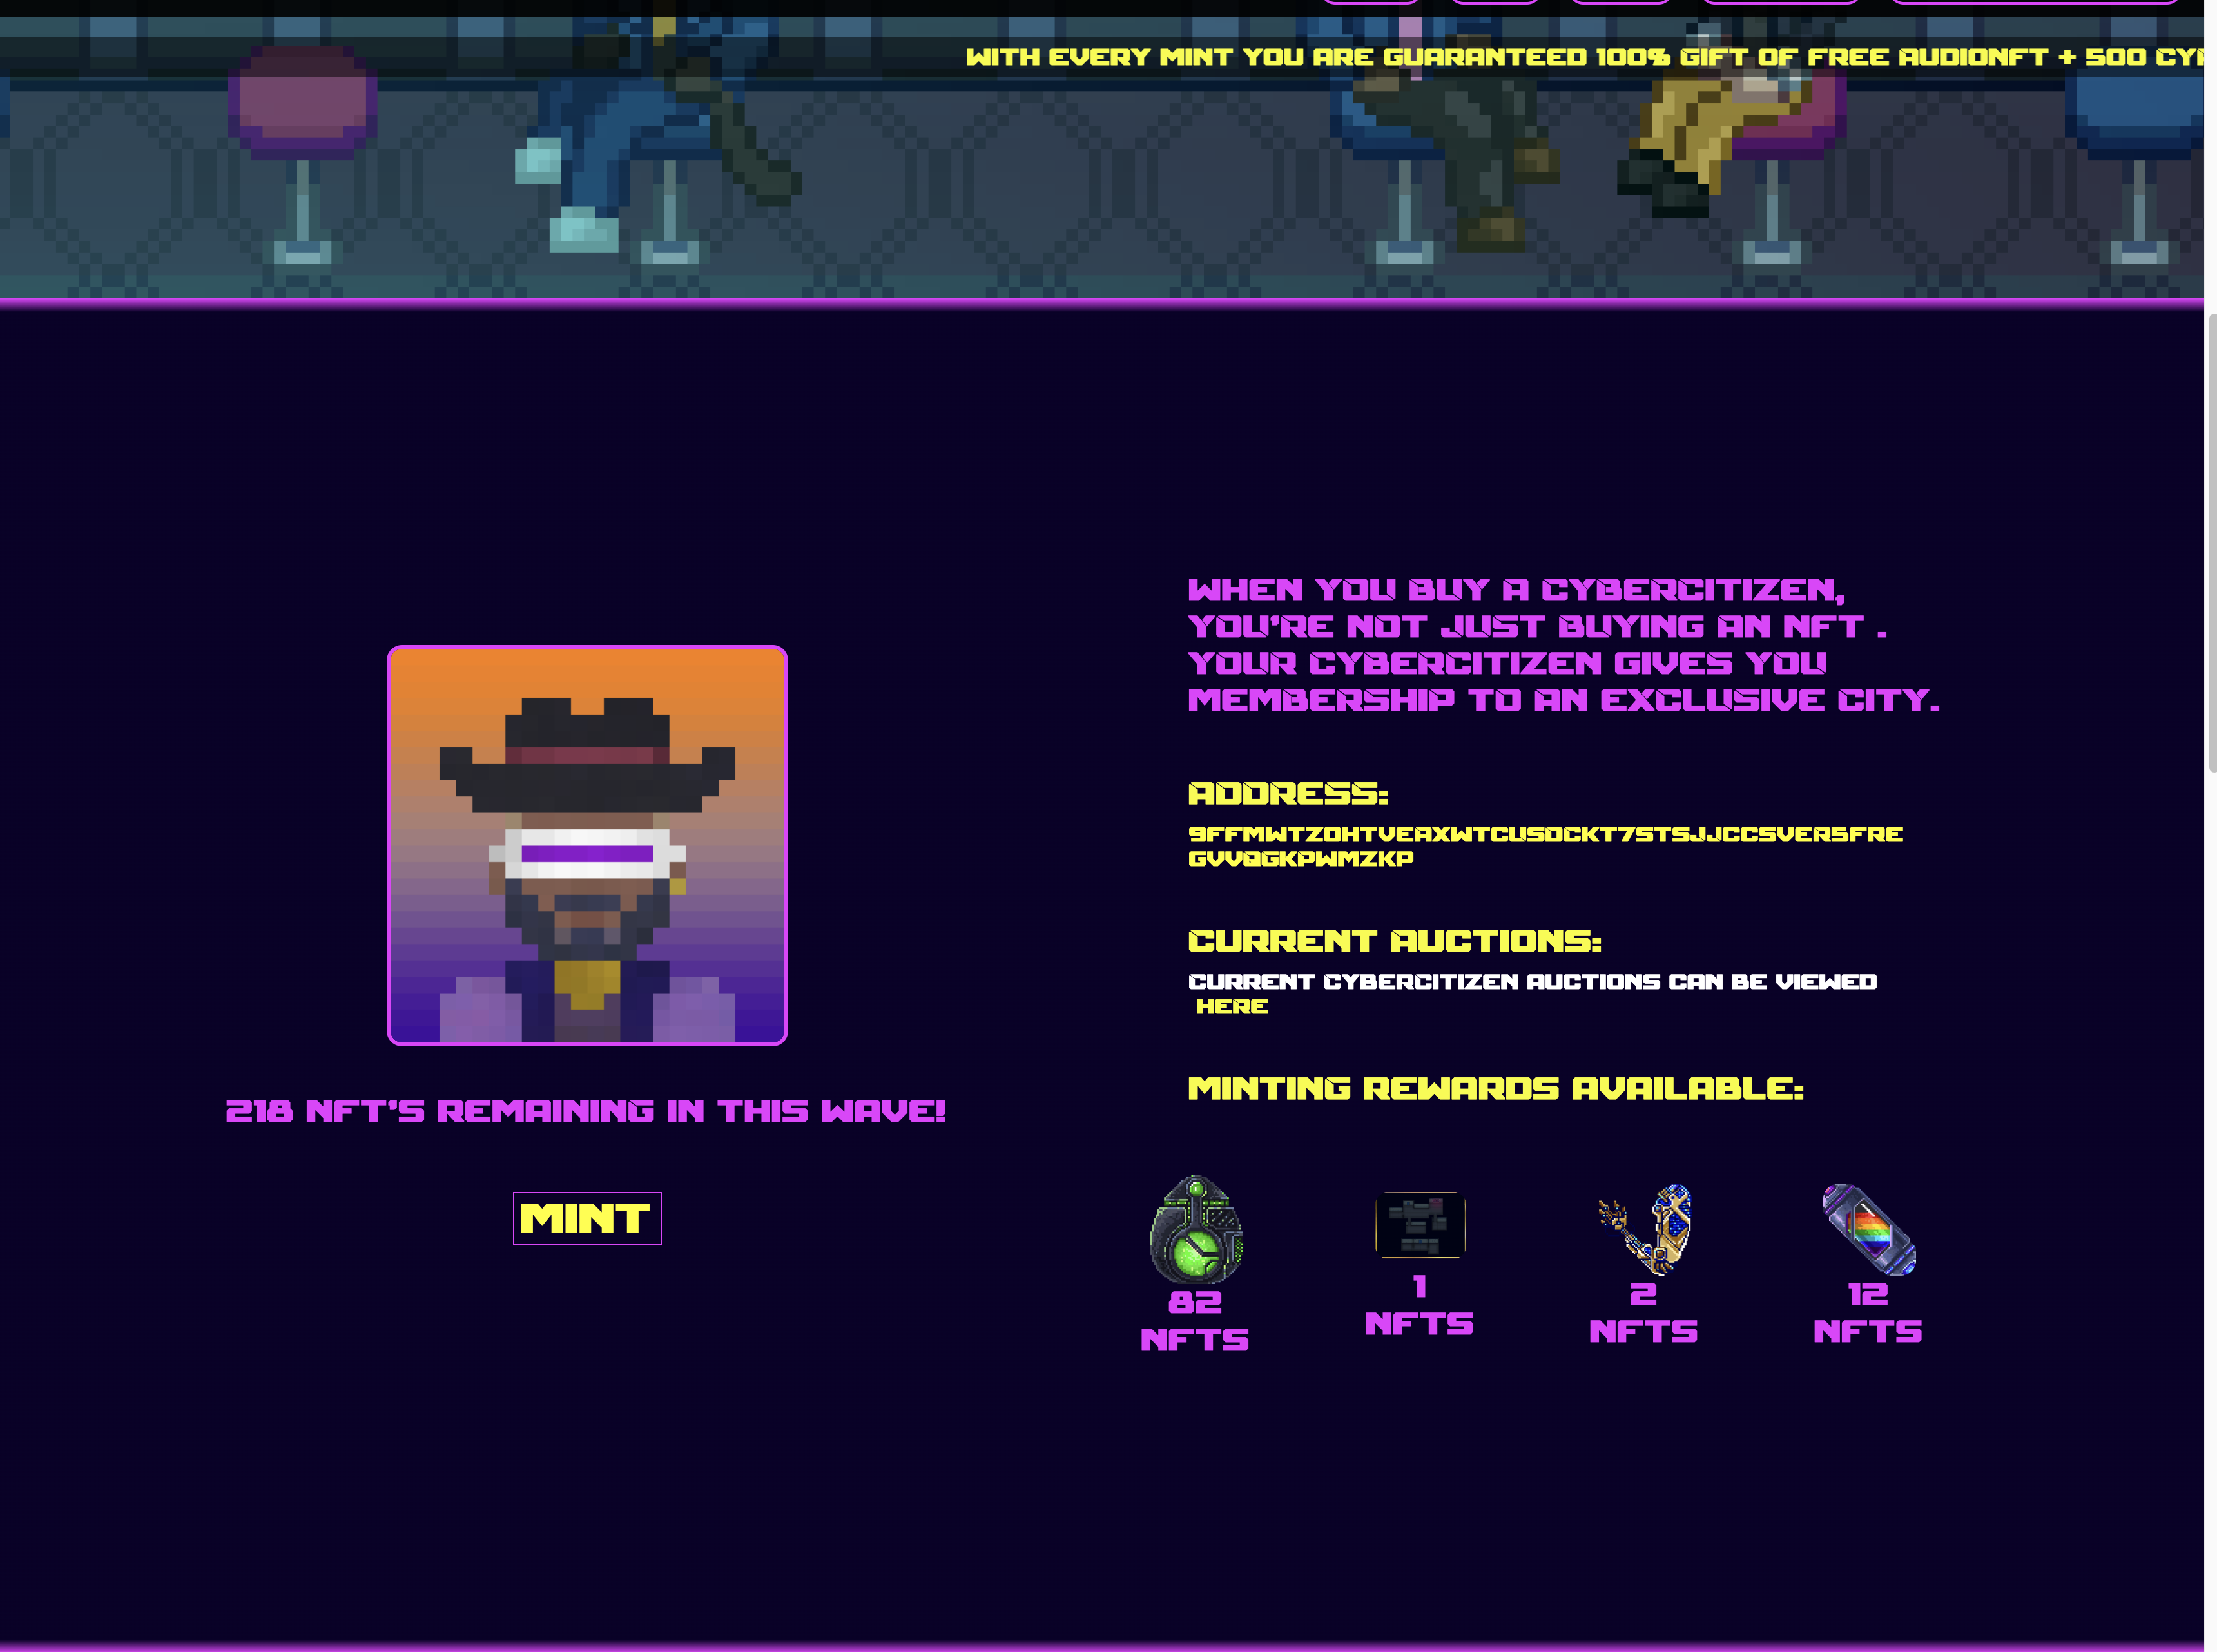 WITH EVERY MINT YOU ARE GUARANTEED 100% GIFT OF FREE AUDIONFT + 500
WHEN YOU BUY A CYBERCITIZEN,
YOU'RE NOT JUST BUYING AN NFT .
YOUR CYBERCITIZEN GIVES YOU
MEMBERSHIP TO AN EXCLUSIVE CITY.
ADDRESS:
9FFMWTZOHTVEAXWTCUSDCKT7STSJJCCSVER5FRE
GVVQGKPWMZKP
CURRENT AUCTIONS:
CURRENT CYBERCITIZEN AUCTIONS CAN BE VIEWED
HERE
MINTING REWARDS AVAILABLE:
218 NFT'S REMAINING IN THIS WAVE!
MINT
82
NFTS
1
NFTS
2
NFTS
12
NFTS